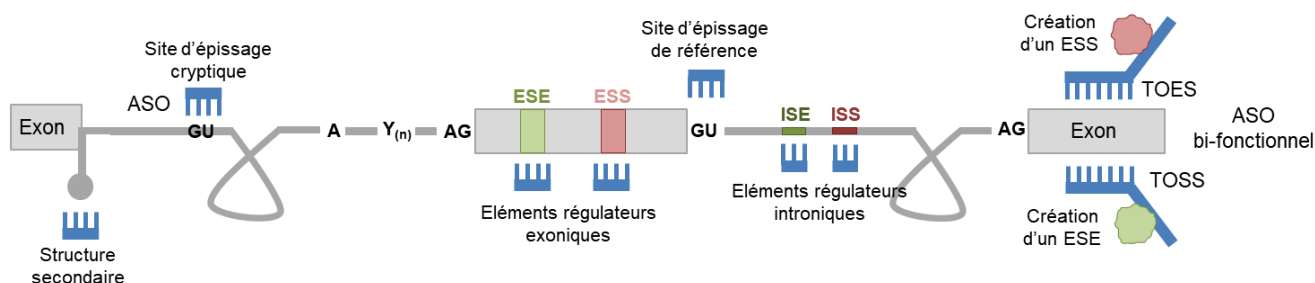 Site d'épissage
cryptique
ASO
Exon
GU
Structure
secondaire
A
Y(n)
AG
ESE
ESS
Eléments régulateurs
exoniques
Site d'épissage
de référence
GU
ISE
ISS
Eléments régulateurs
introniques
AG
Création
d'un ESS
TOES
Exon
ASO
bi-fonctionnel
TOSS
Création
d'un ESE